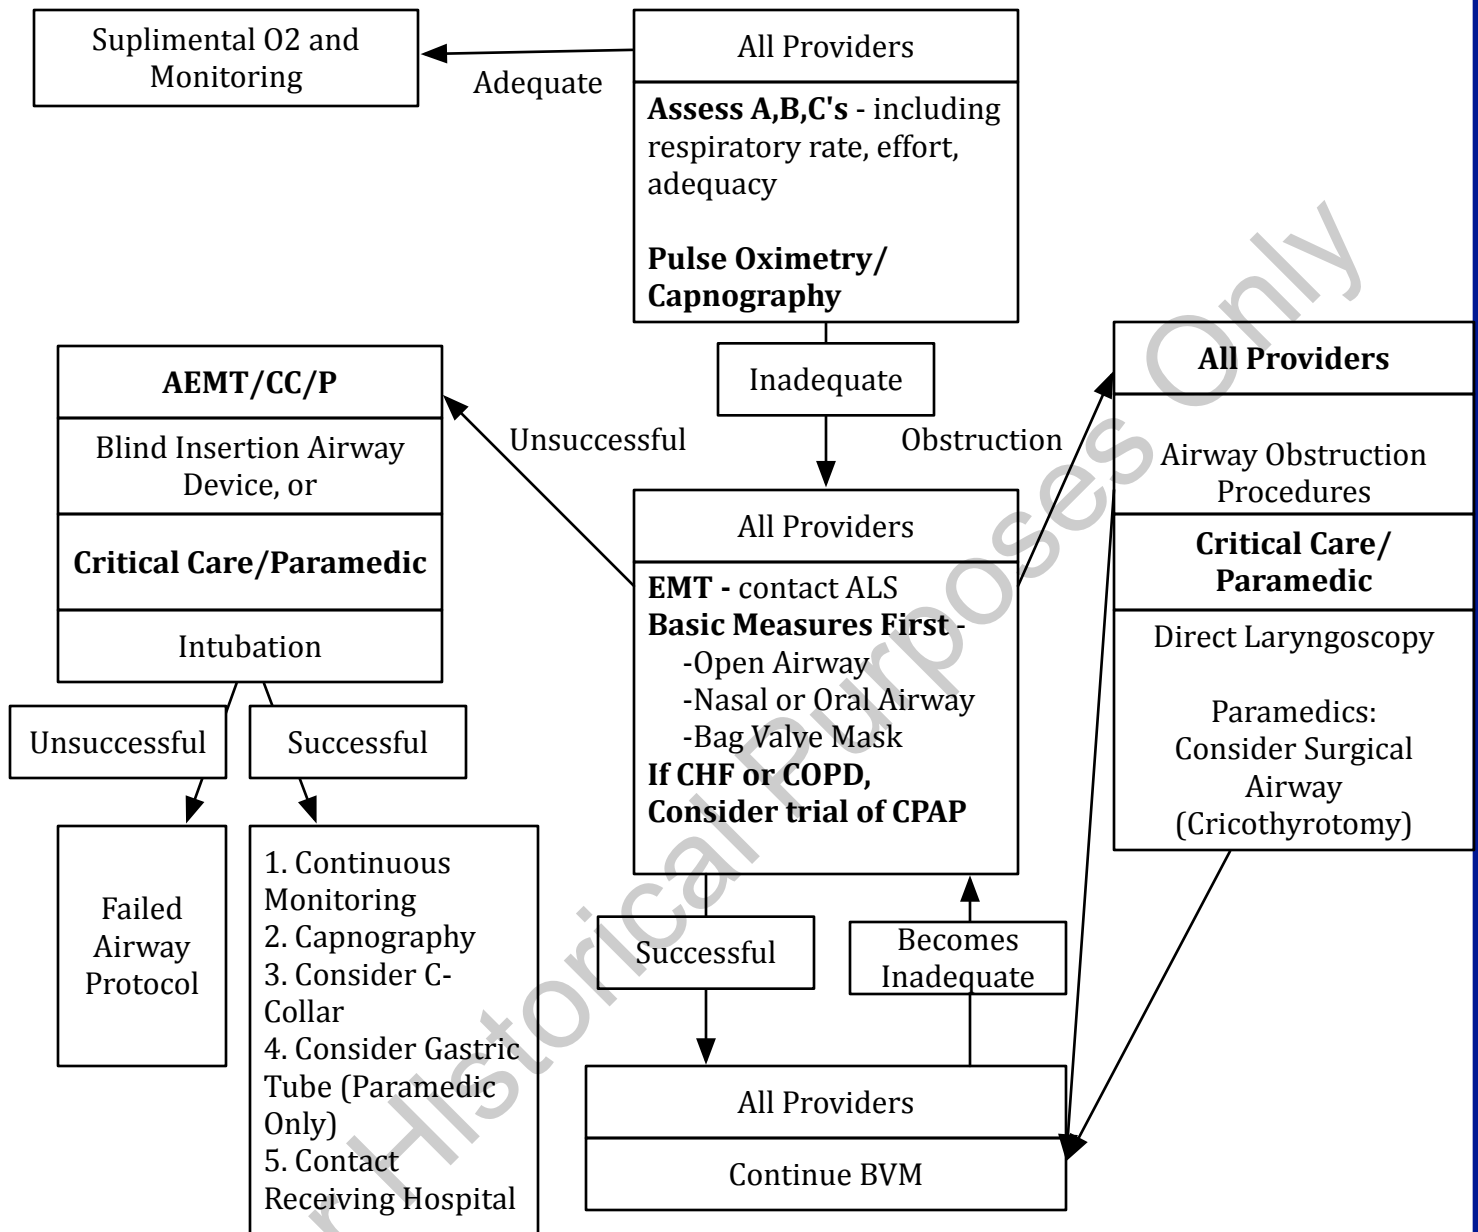 Suplimental O2 and
Monitoring
Adequate
All Providers
Assess A,B,C's - including
respiratory rate, effort,
adequacy
Pulse Oximetry/
Capnography
Inadequate
Unsuccessful
Obstruction
AEMT/CC/P
Blind Insertion Airway
Device, or
Critical Care/Paramedic
Intubation
Unsuccessful
Successful
Failed
Airway
Protocol
1. Continuous
Monitoring
2. Capnography
3. Consider C-
Collar
4. Consider Gastric
Tube (Paramedic
Only)
5. Contact
Receiving Hospital
All Providers
EMT - contact ALS
Basic Measures First -
-Open Airway
-Nasal or Oral Airway
-Bag Valve Mask
If CHF or COPD,
Consider trial of CPAP
Successful
Becomes
Inadequate
All Providers
Continue BVM
All Providers
Airway Obstruction
Procedures
Critical Care/
Paramedic
Direct Laryngoscopy
Paramedics:
Consider Surgical
Airway
(Cricothyrotomy)
Historical Purposes Only